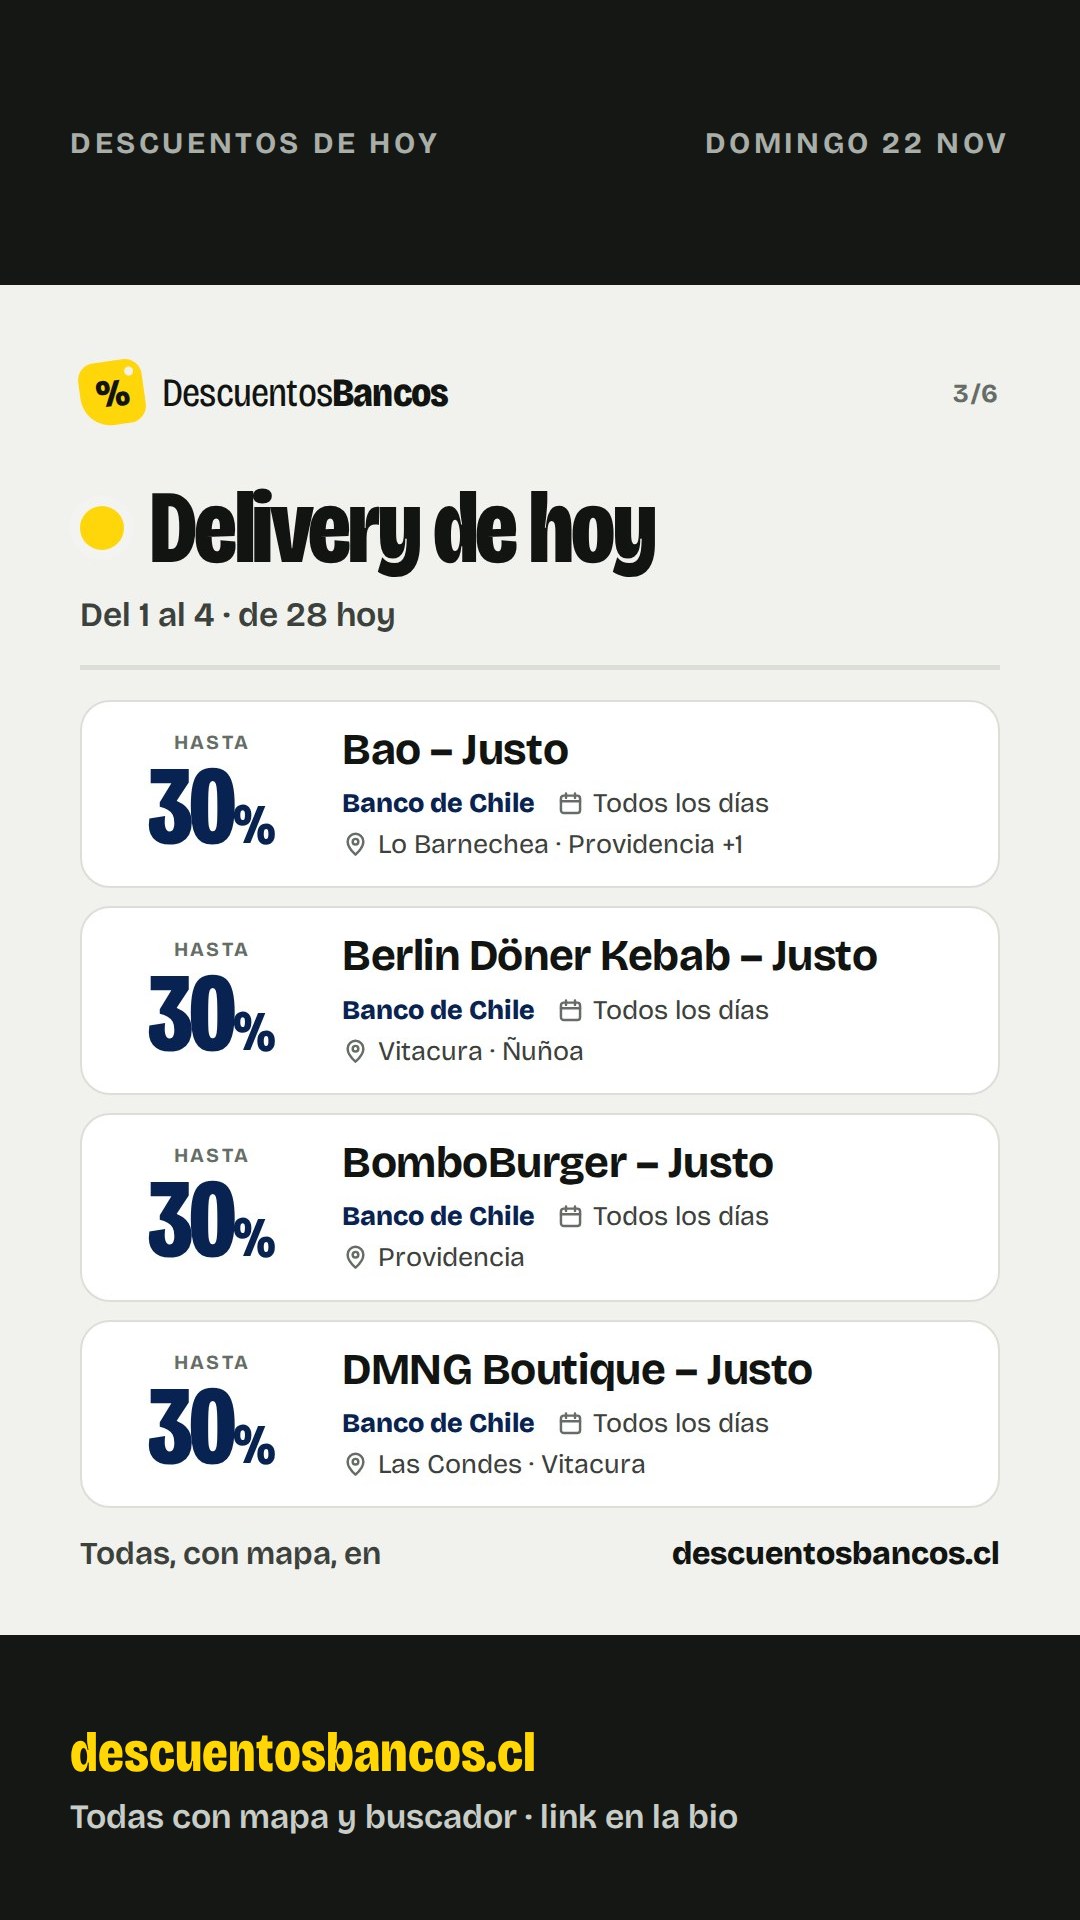 DESCUENTOS DE HOY
DOMINGO 22 NOV
% DescuentosBancos
3/6
Delivery de hoy
Del 1 al 4 · de 28 hoy
HASTA
30%
Bao – Justo
Banco de Chile Todos los días
Lo Barnechea · Providencia +1
HASTA
30%
Berlin Döner Kebab – Justo
Banco de Chile Todos los días
Vitacura · Ñuñoa
HASTA
30%
BomboBurger – Justo
Banco de Chile Todos los días
Providencia
HASTA
30%
DMNG Boutique – Justo
Banco de Chile Todos los días
Las Condes · Vitacura
Todas, con mapa, en
descuentosbancos.cl
descuentosbancos.cl
Todas con mapa y buscador · link en la bio